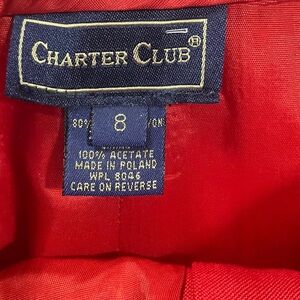 CHARTER CLUB®
8
80%
100% ACETATE
MADE IN POLAND
WPL 8046
CARE ON REVERSE